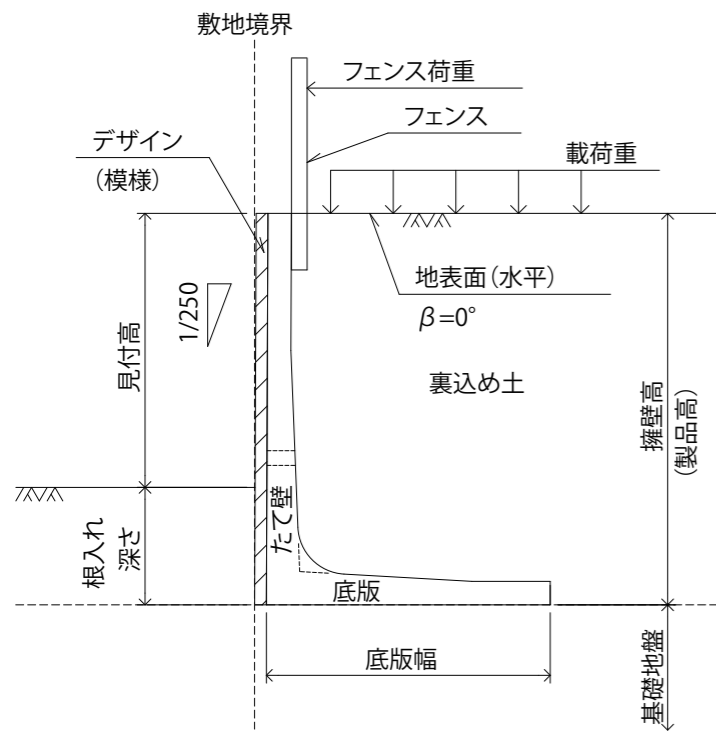 敷地境界
フェンス荷重
フェンス
デザイン
(模様)
載荷重
地表面(水平)
β=0°
1/250
見付高
裏込め土
擁壁高
(製品高)
たて壁
根入れ
深さ
底版
底版幅
基礎地盤